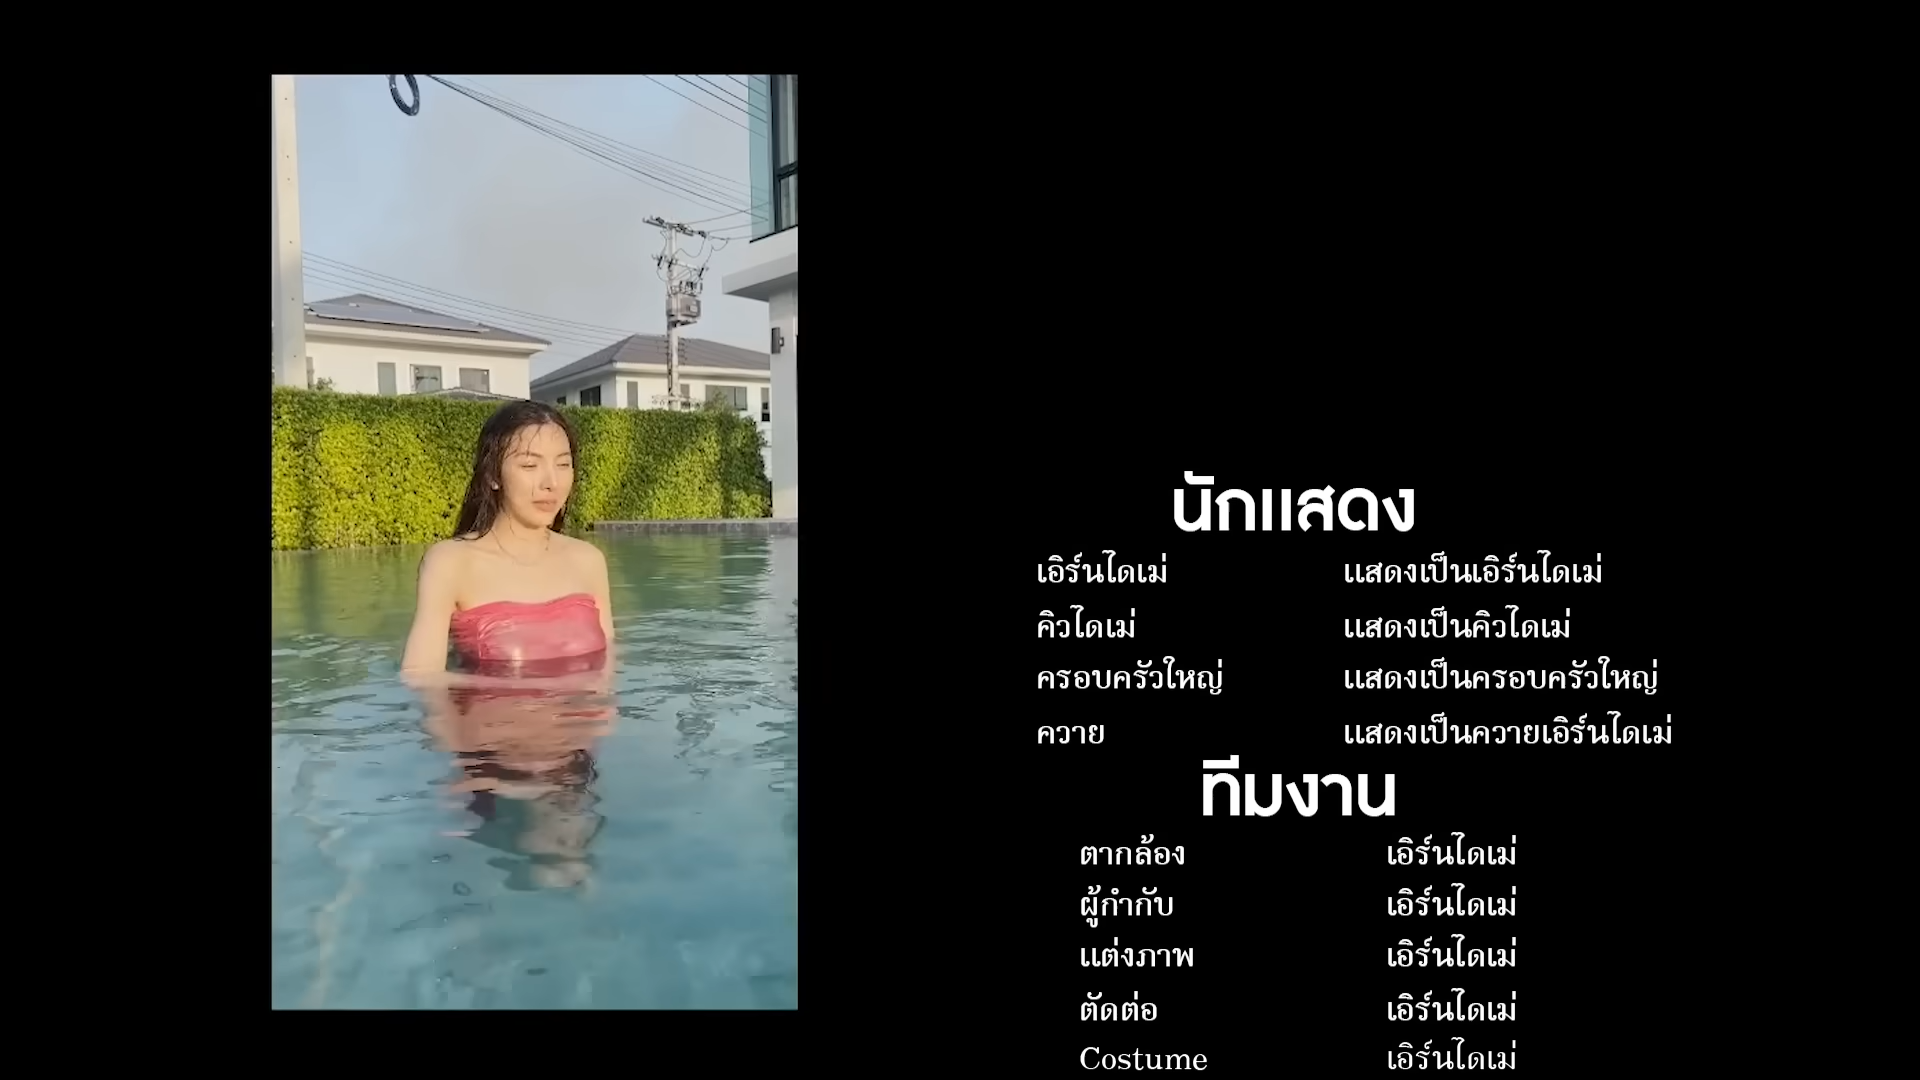 นักแสดง
เอิร์นไดเม่ แสดงเป็นเอิร์นไดเม่
คิวไดเม่ แสดงเป็นคิวไดเม่
ครอบครัวใหญ่ แสดงเป็นครอบครัวใหญ่
ควาย แสดงเป็นควายเอิร์นไดเม่
ทีมงาน
ตากล้อง เอิร์นไดเม่
ผู้กำกับ เอิร์นไดเม่
แต่งภาพ เอิร์นไดเม่
ตัดต่อ เอิร์นไดเม่
Costume เอิร์นไดเม่